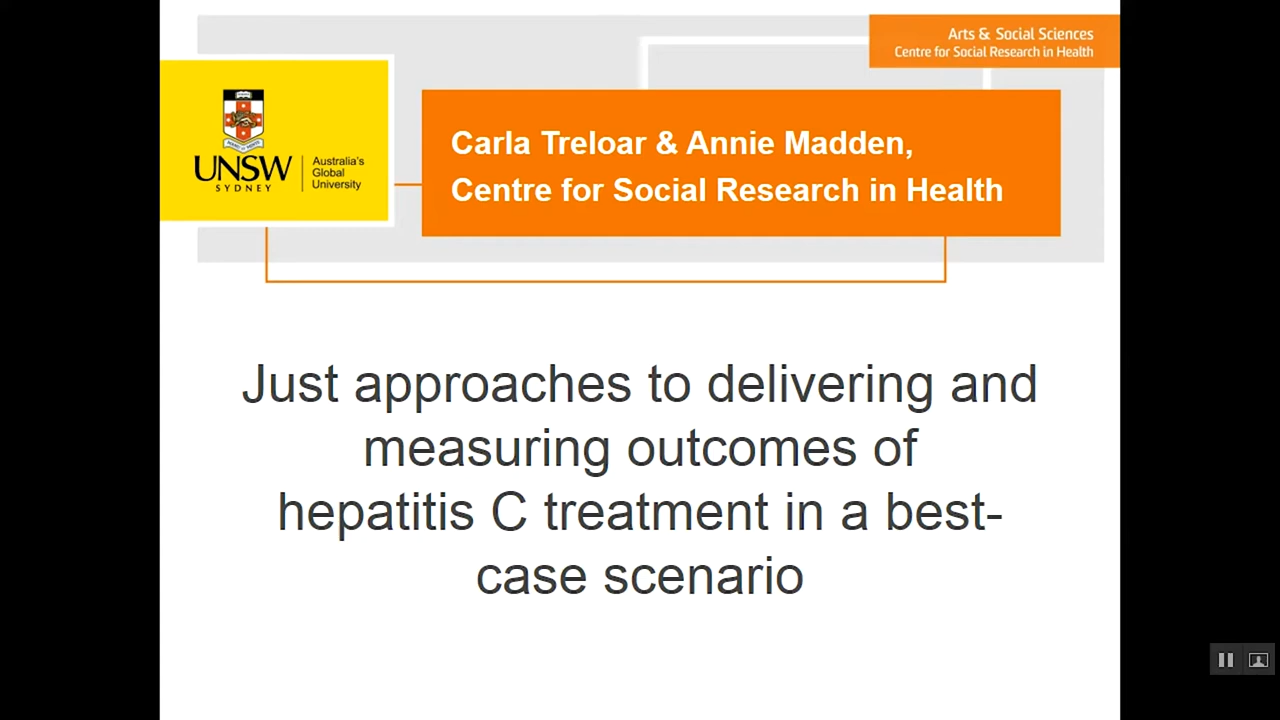 Arts & Social Sciences
Centre for Social Research in Health
UNSW
SYDNEY
Australia's
Global
University
Carla Treloar & Annie Madden,
Centre for Social Research in Health
Just approaches to delivering and
measuring outcomes of
hepatitis C treatment in a best-
case scenario